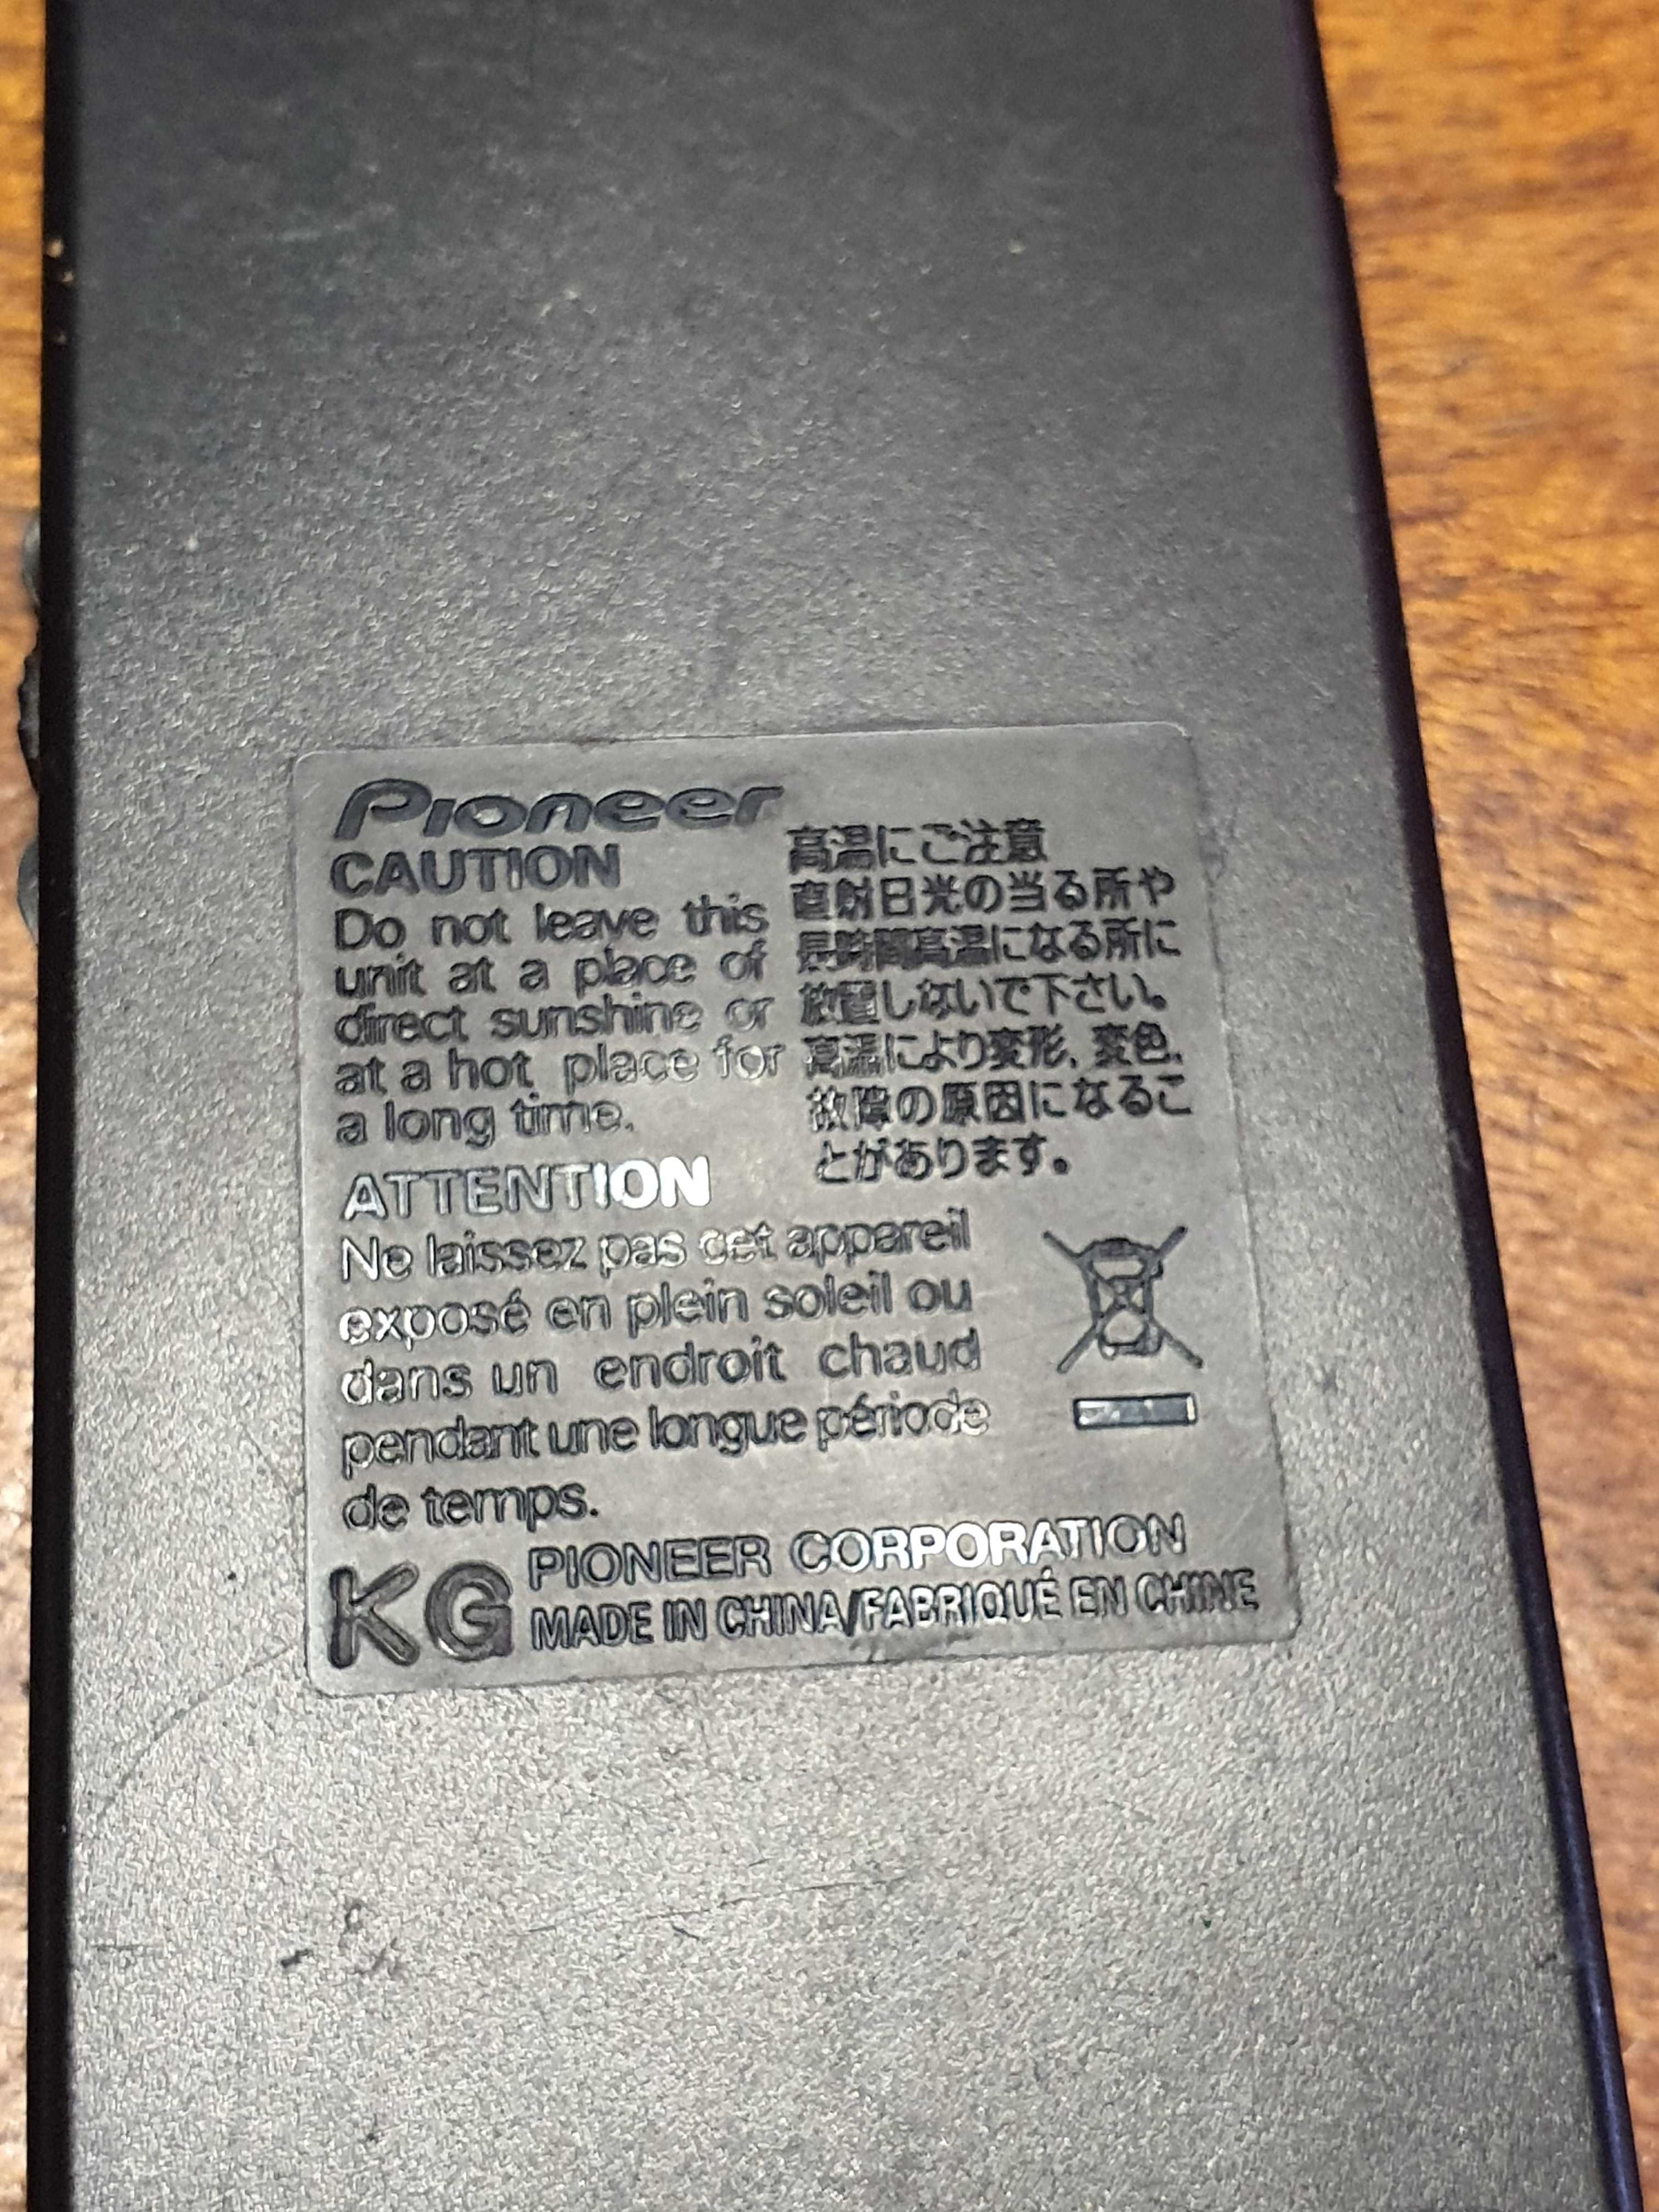 Pioneer
CAUTION
Do not leave this
unit at a place of
direct sunshine or
at a hot place for
a long time.
高温にご注意
直射日光の当る所や
長時間高温になる所に
放置しないで下さい。
高温により変形, 変色,
故障の原因になるこ
とがあります。
ATTENTION
Ne laissez pas cet appareil
exposé en plein soleil ou
dans un endroit chaud
pendant une longue période
de temps.
KG
PIONEER CORPORATION
MADE IN CHINA/FABRIQUÉ EN CHINE